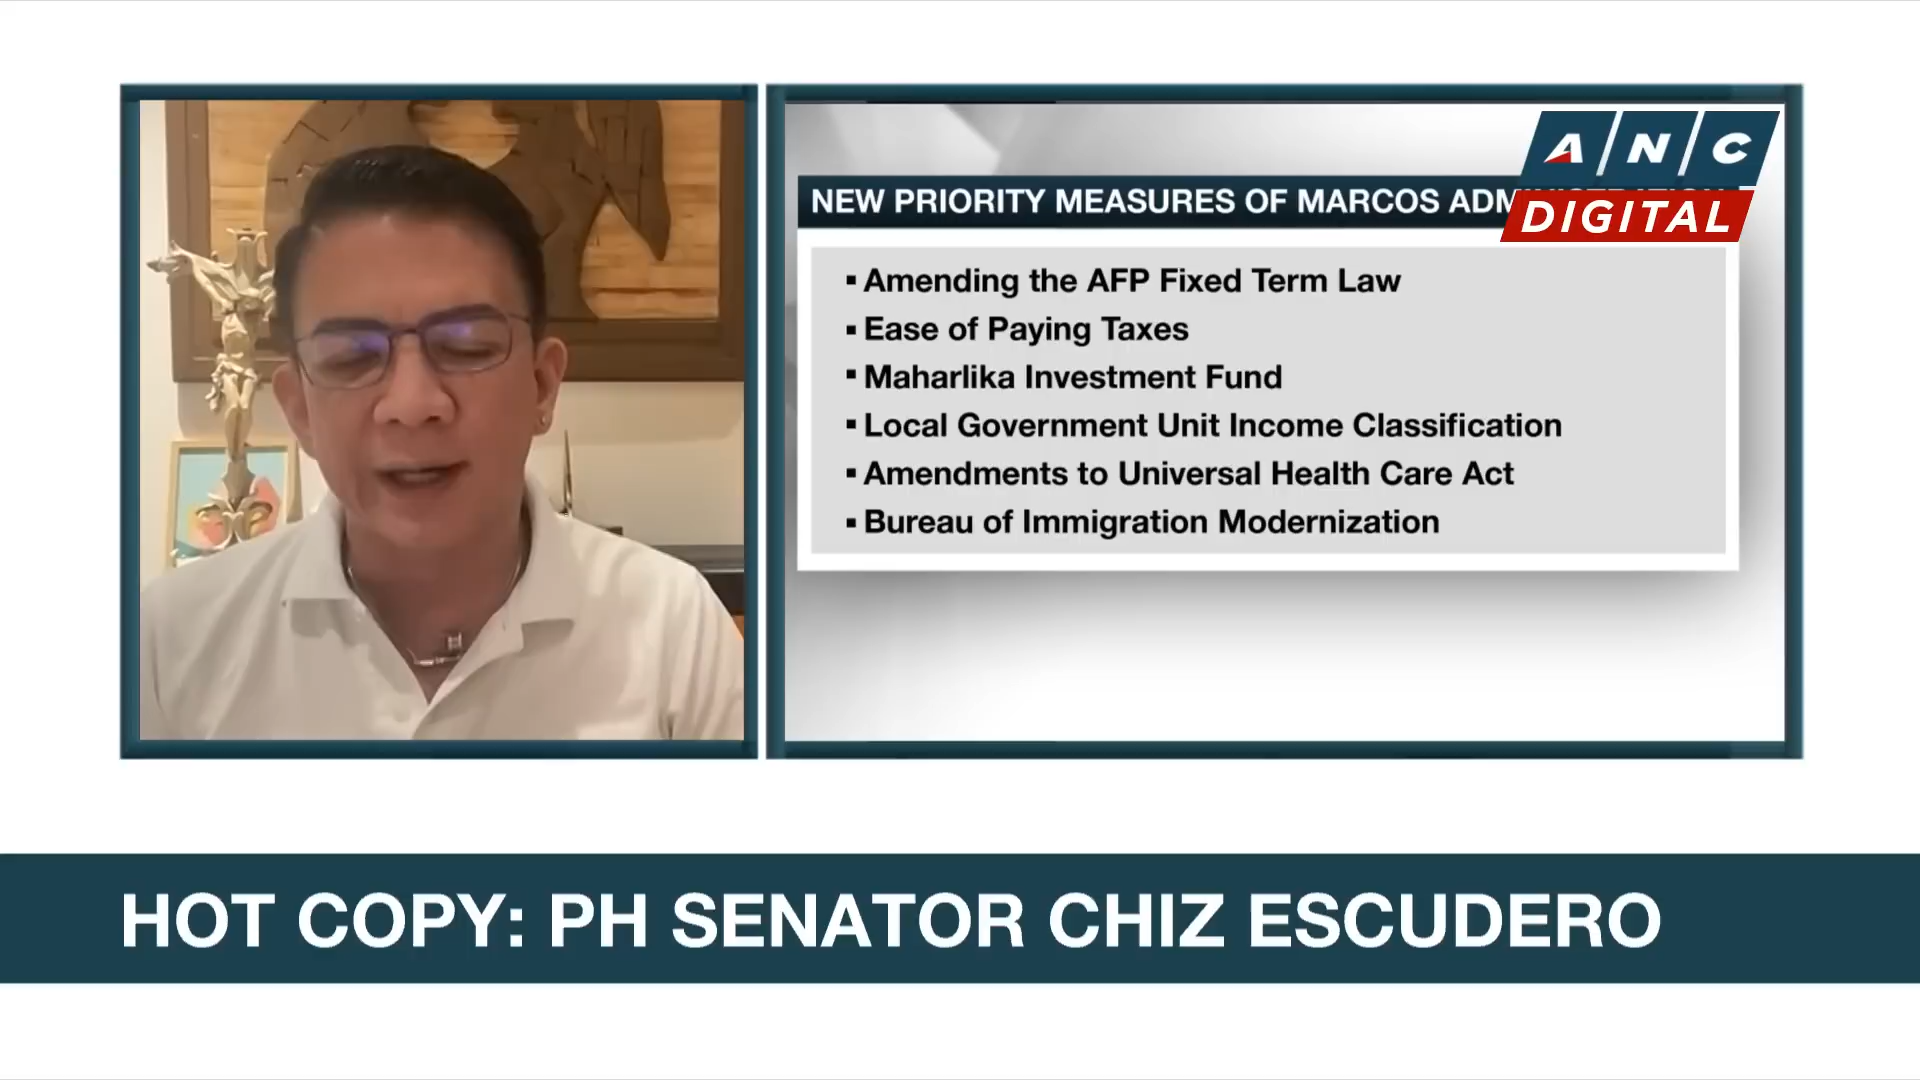 ANC
DIGITAL
NEW PRIORITY MEASURES OF MARCOS
▪ Amending the AFP Fixed Term Law
▪ Ease of Paying Taxes
▪ Maharlika Investment Fund
▪ Local Government Unit Income Classification
▪ Amendments to Universal Health Care Act
▪ Bureau of Immigration Modernization
HOT COPY: PH SENATOR CHIZ ESCUDERO